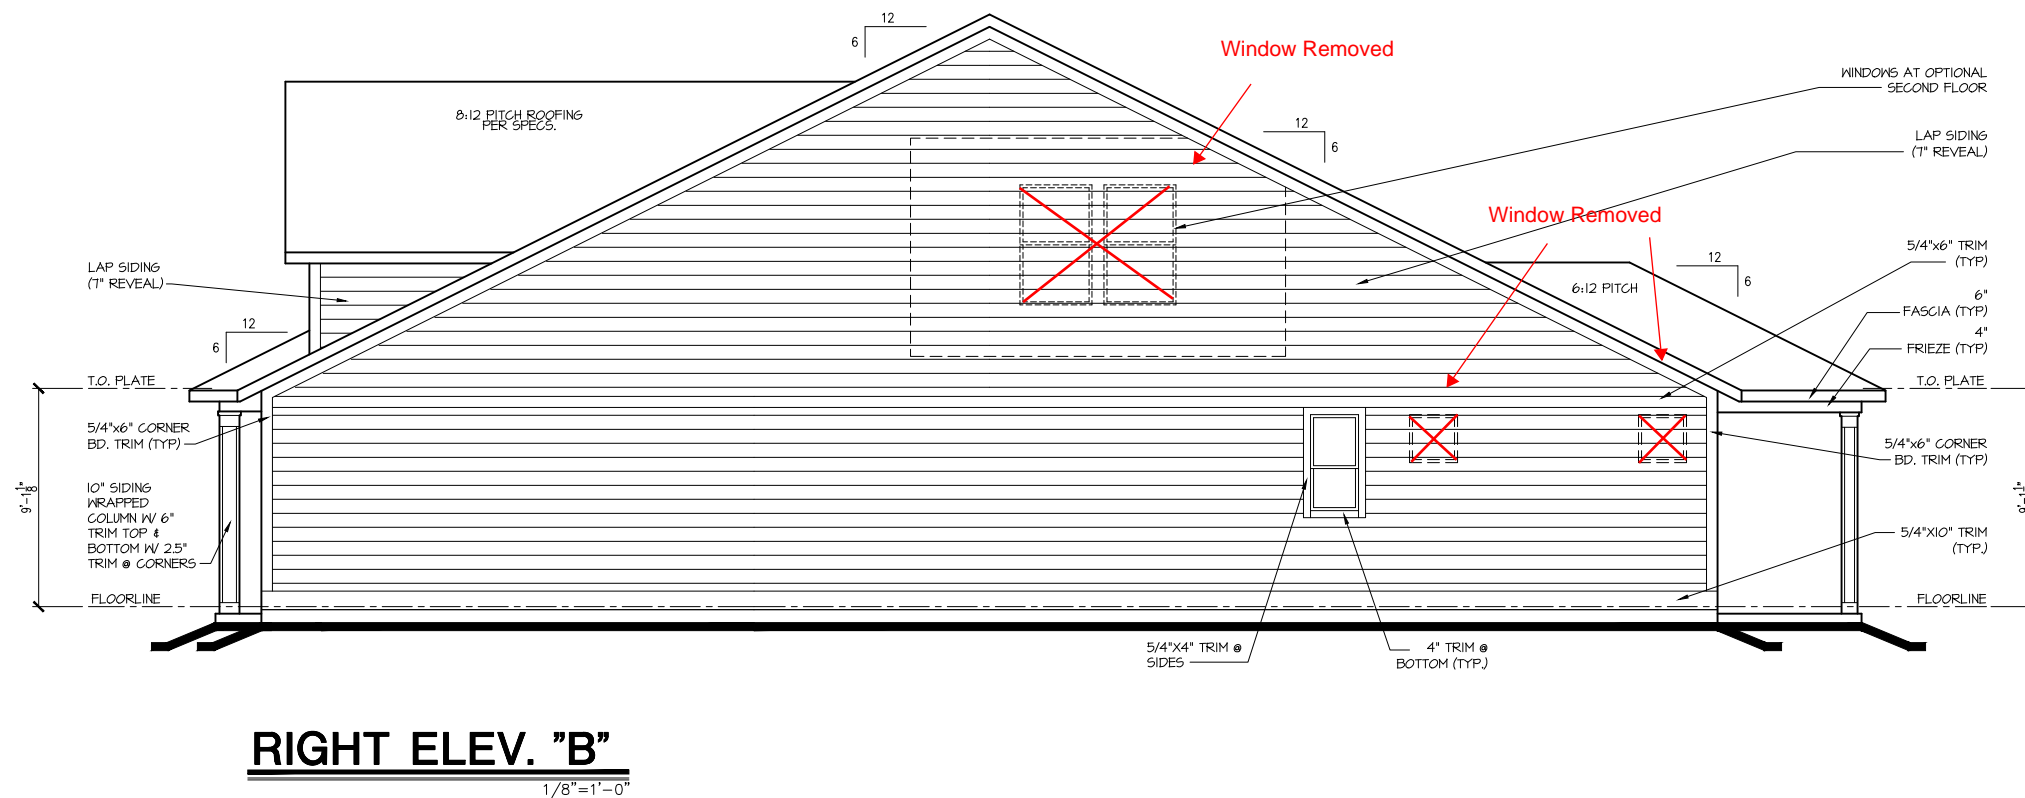 12
6
Window Removed
WINDOWS AT OPTIONAL
SECOND FLOOR
8:12 PITCH ROOFING
PER SPECS.
12
6
LAP SIDING
(7" REVEAL)
Window Removed
5/4"x6" TRIM
(TYP)
LAP SIDING
(7" REVEAL)
12
6
6:12 PITCH
6"
FASCIA (TYP)
4"
FRIEZE (TYP)
12
6
T.O. PLATE
T.O. PLATE
5/4"x6" CORNER
BD. TRIM (TYP)
5/4"x6" CORNER
BD. TRIM (TYP)
9'-1 1/8"
10" SIDING
WRAPPED
COLUMN W/ 6"
TRIM TOP &
BOTTOM W/ 2.5"
TRIM @ CORNERS
5/4"X10" TRIM
(TYP.)
FLOORLINE
FLOORLINE
5/4"X4" TRIM @
SIDES
4" TRIM @
BOTTOM (TYP.)
RIGHT ELEV. "B"
1/8"=1'-0"